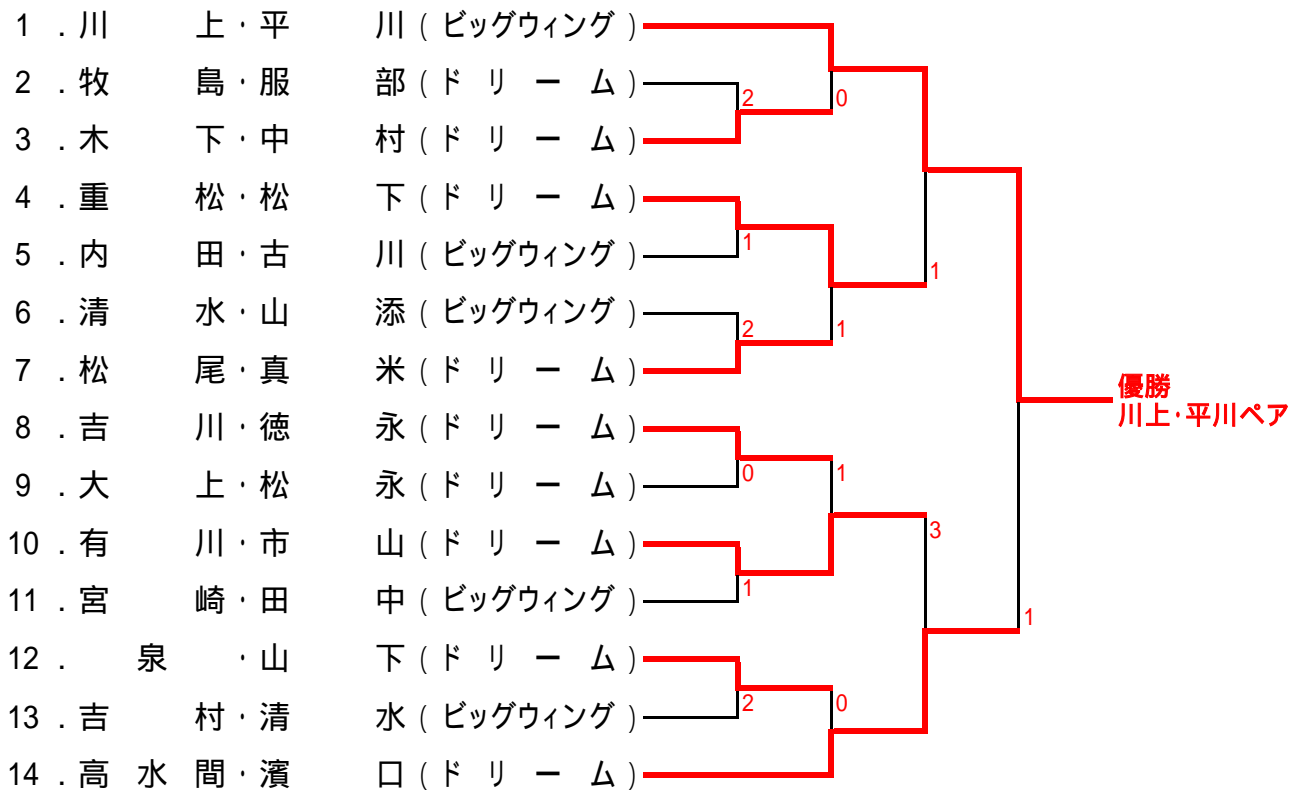 1 . 川 上 · 平 川 ( ビッグウィング )
2 . 牧 島 · 服 部 ( ド リ ー ム )
2 0
3 . 木 下 · 中 村 ( ド リ ー ム )
4 . 重 松 · 松 下 ( ド リ ー ム )
1
5 . 内 田 · 古 川 ( ビッグウィング )
1
6 . 清 水 · 山 添 ( ビッグウィング )
2 1
7 . 松 尾 · 真 米 ( ド リ ー ム )
優勝
川上·平川ペア
8 . 吉 川 · 徳 永 ( ド リ ー ム )
0 1
9 . 大 上 · 松 永 ( ド リ ー ム )
3
10 . 有 川 · 市 山 ( ド リ ー ム )
1
11 . 宮 崎 · 田 中 ( ビッグウィング )
1
12 . 泉 · 山 下 ( ド リ ー ム )
2 0
13 . 吉 村 · 清 水 ( ビッグウィング )
14 . 高 水 間 · 濱 口 ( ド リ ー ム )